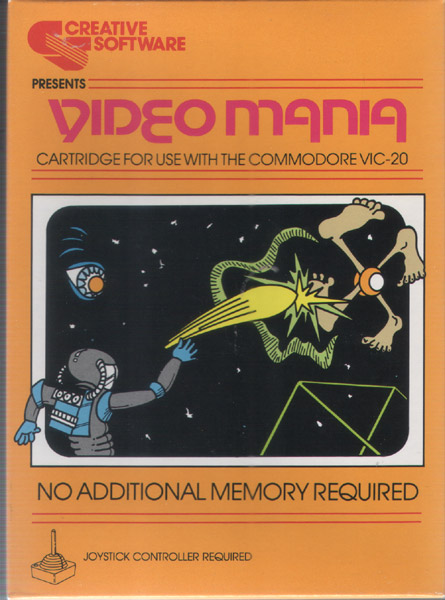 CREATIVE
SOFTWARE
PRESENTS
VIDEO MANIA
CARTRIDGE FOR USE WITH THE COMMODORE VIC-20
NO ADDITIONAL MEMORY REQUIRED
JOYSTICK CONTROLLER REQUIRED